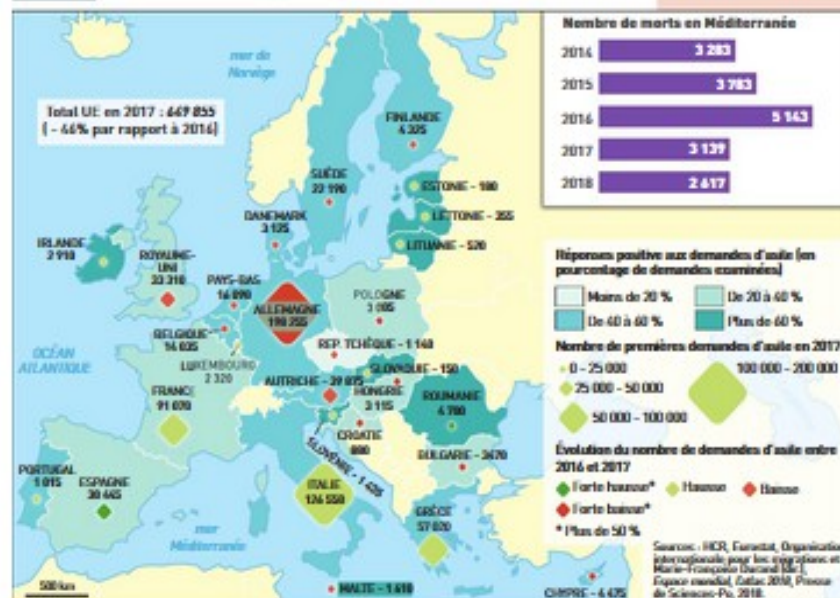 Nombre de morts en Méditerranée
2014 3 283
2015 3 783
2016 5 143
2017 3 139
2018 2 417
mer de
Norvège
Total UE en 2017 : 649 855
( - 46% par rapport à 2016)
FINLANDE
4 325
SUÈDE
22 190
ESTONIE - 180
LETTONIE - 355
LITUANIE - 520
DANEMARK
3 125
IRLANDE
2 910
ROYAUME-
UNI
33 310
PAYS-BAS
16 090
ALLEMAGNE
198 255
POLOGNE
3 005
BELGIQUE
14 035
RÉP. TCHÈQUE - 1 140
LUXEMBOURG
2 320
OCÉAN
ATLANTIQUE
SLOVAQUIE - 150
FRANCE
91 070
AUTRICHE -
HONGRIE
3 115
ROUMANIE
4 700
CROATIE
880
SLOVÉNIE - 1 435
BULGARIE - 3470
PORTUGAL
1 015
ESPAGNE
30 445
ITALIE
126 550
GRÈCE
57 020
mer
Méditerranée
500 km
MALTE - 1 610
CHYPRE - 4 475
Réponses positive aux demandes d'asile (en
pourcentage de demandes examinées)
Moins de 20 % De 20 à 40 %
De 40 à 60 % Plus de 60 %
Nombre de premières demandes d'asile en 2017
0 - 25 000 100 000 - 200 000
25 000 - 50 000
50 000 - 100 000
Évolution du nombre de demandes d'asile entre
2016 et 2017
Forte hausse* Hausse Baisse
Forte baisse*
* Plus de 50 %
Sources : HCR, Eurostat, Organisation
internationale pour les migrations et
Marie-Françoise Durand (dir.),
Espace mondial, l'atlas 2018, Presse
de Sciences-Po, 2018.